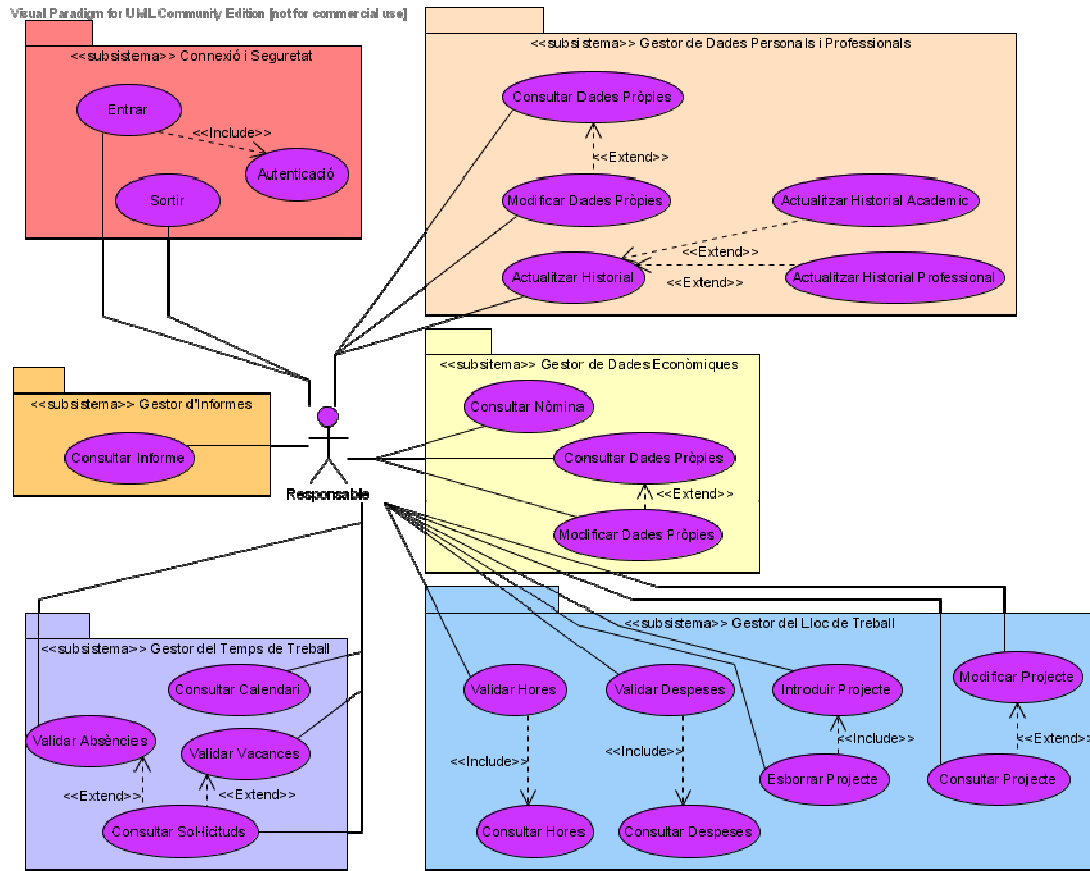 Visual Paradigm for UML Community Edition [not for commercial use]
<<subsistema>> Connexió i Seguretat
Entrar
<<Include>>
Autenticació
Sortir
<<subsistema>> Gestor de Dades Personals i Professionals
Consultar Dades Pròpies
<<Extend>>
Modificar Dades Pròpies
Actualitzar Historial Academic
<<Extend>>
Actualitzar Historial
Actualitzar Historial Professional
<<Extend>>
<<subsitema>> Gestor de Dades Econòmiques
Consultar Nòmina
Consultar Dades Pròpies
<<Extend>>
Modificar Dades Pròpies
<<subsistema>> Gestor d'Informes
Consultar Informe
Responsable
<<subsistema>> Gestor del Temps de Treball
Consultar Calendari
Validar Absències
Validar Vacances
<<Extend>>
<<Extend>>
Consultar Sol·licituds
<<subsistema>> Gestor del Lloc de Treball
Validar Hores
Validar Despeses
Introduir Projecte
Modificar Projecte
<<Include>>
<<Include>>
<<Include>>
<<Extend>>
Esborrar Projecte
Consultar Projecte
Consultar Hores
Consultar Despeses